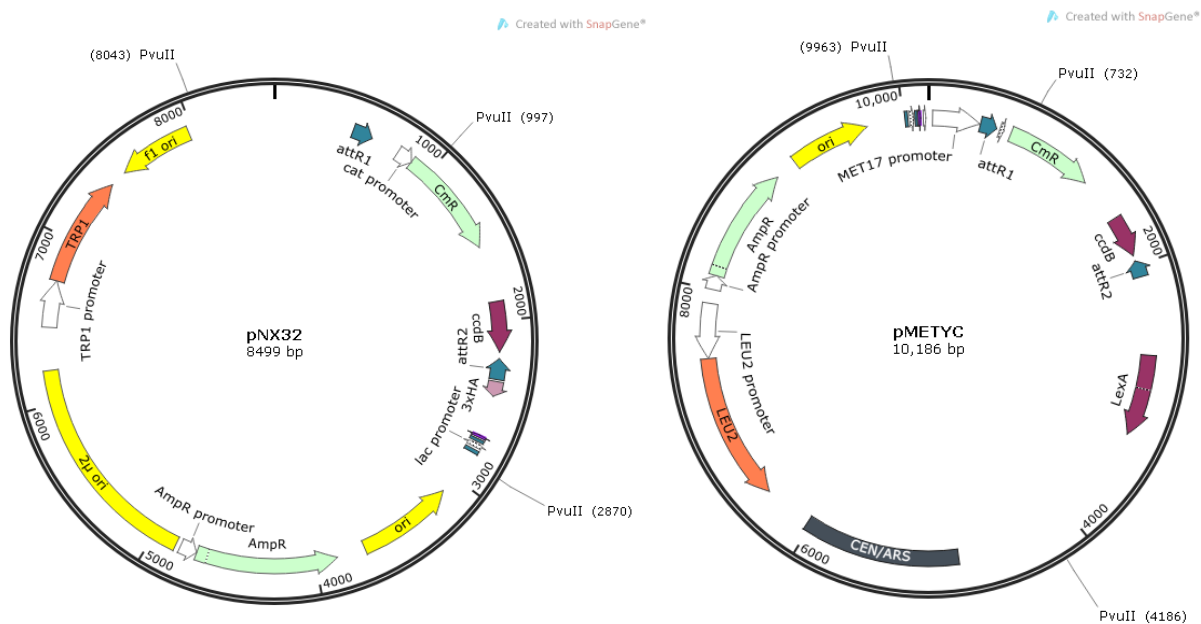 Created with SnapGene®
(8043) PvuII
PvuII (997)
8000
1000
f1 ori
attR1
cat promoter
CmR
TRP1
7000
TRP1 promoter
2000
ccdB
pNX32
8499 bp
attR2
3xHA
lac promoter
6000
2μ ori
3000
PvuII (2870)
AmpR promoter
AmpR
ori
5000
4000
Created with SnapGene®
(9963) PvuII
PvuII (732)
10,000
ori
MET17 promoter
attR1
CmR
AmpR
AmpR promoter
ccdB
2000
attR2
8000
pMETYC
10,186 bp
LEU2 promoter
LexA
LEU2
4000
CEN/ARS
6000
PvuII (4186)